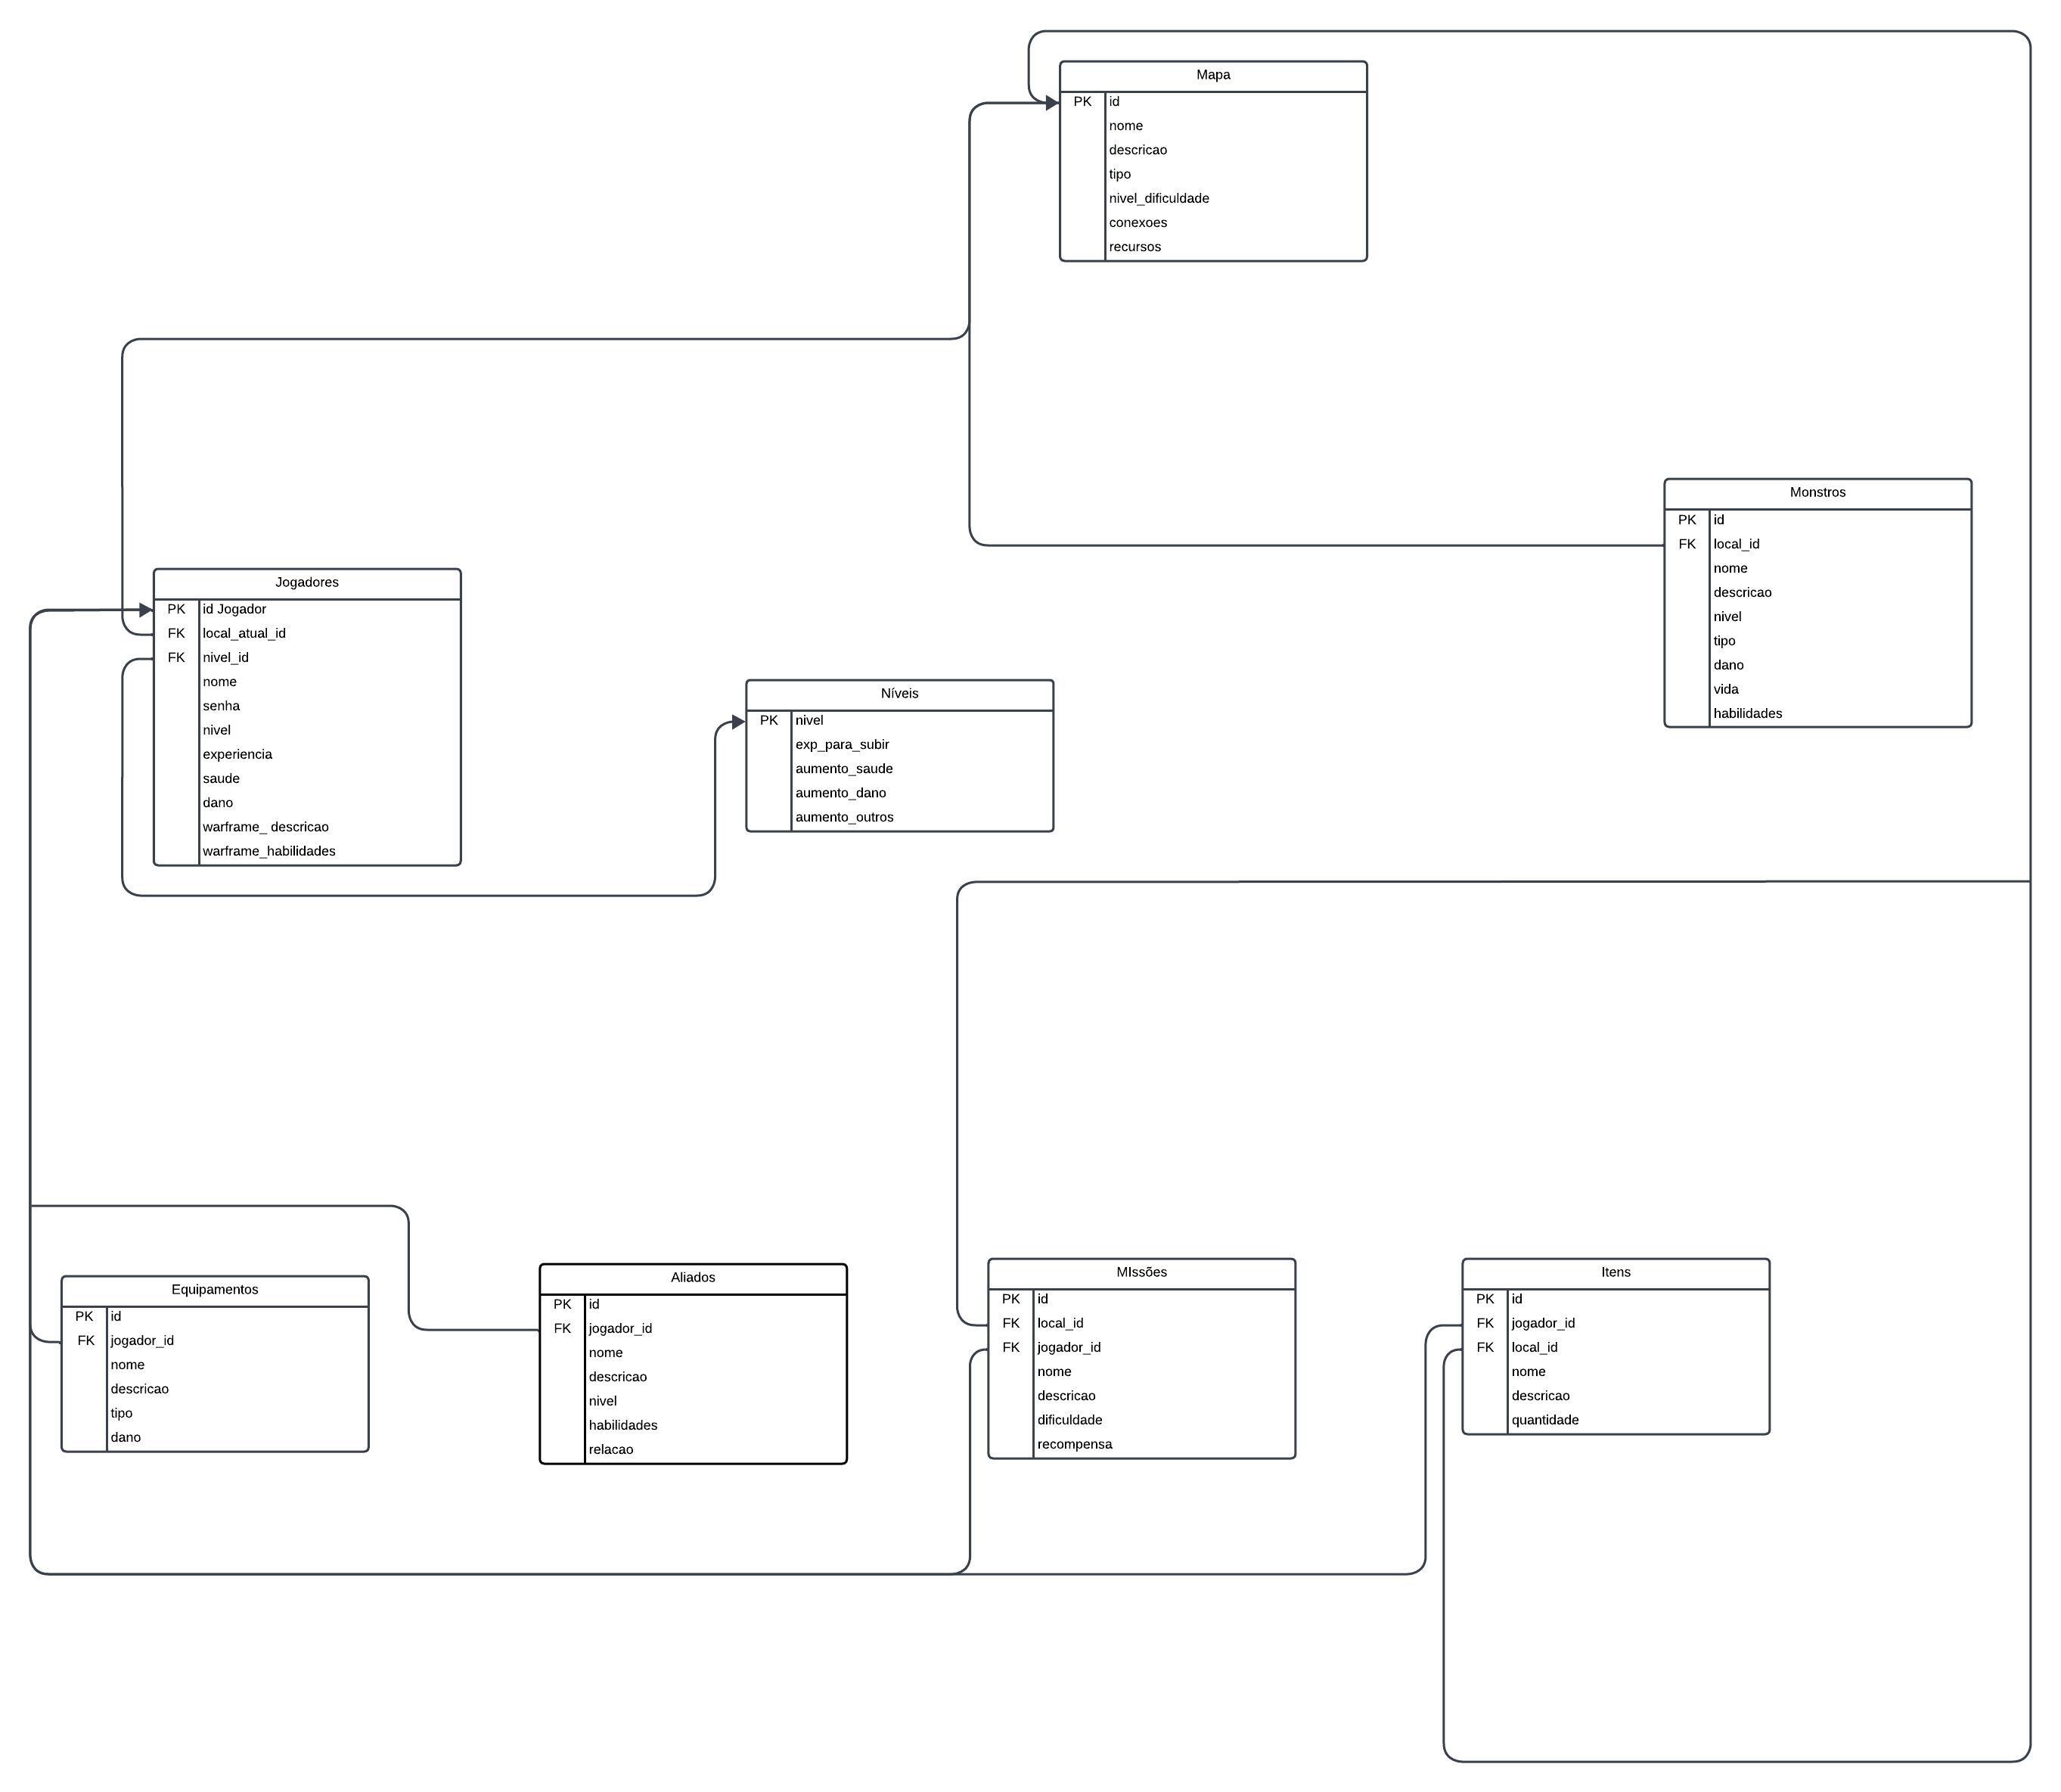 Mapa
PK id
nome
descricao
tipo
nivel_dificuldade
conexoes
recursos
Monstros
PK id
FK local_id
nome
descricao
nivel
tipo
dano
vida
habilidades
Jogadores
PK id Jogador
FK local_atual_id
FK nivel_id
nome
senha
nivel
experiencia
saude
dano
warframe_ descricao
warframe_habilidades
Níveis
PK nivel
exp_para_subir
aumento_saude
aumento_dano
aumento_outros
Equipamentos
PK id
FK jogador_id
nome
descricao
tipo
dano
Aliados
PK id
FK jogador_id
nome
descricao
nivel
habilidades
relacao
MIssões
PK id
FK local_id
FK jogador_id
nome
descricao
dificuldade
recompensa
Itens
PK id
FK jogador_id
FK local_id
nome
descricao
quantidade